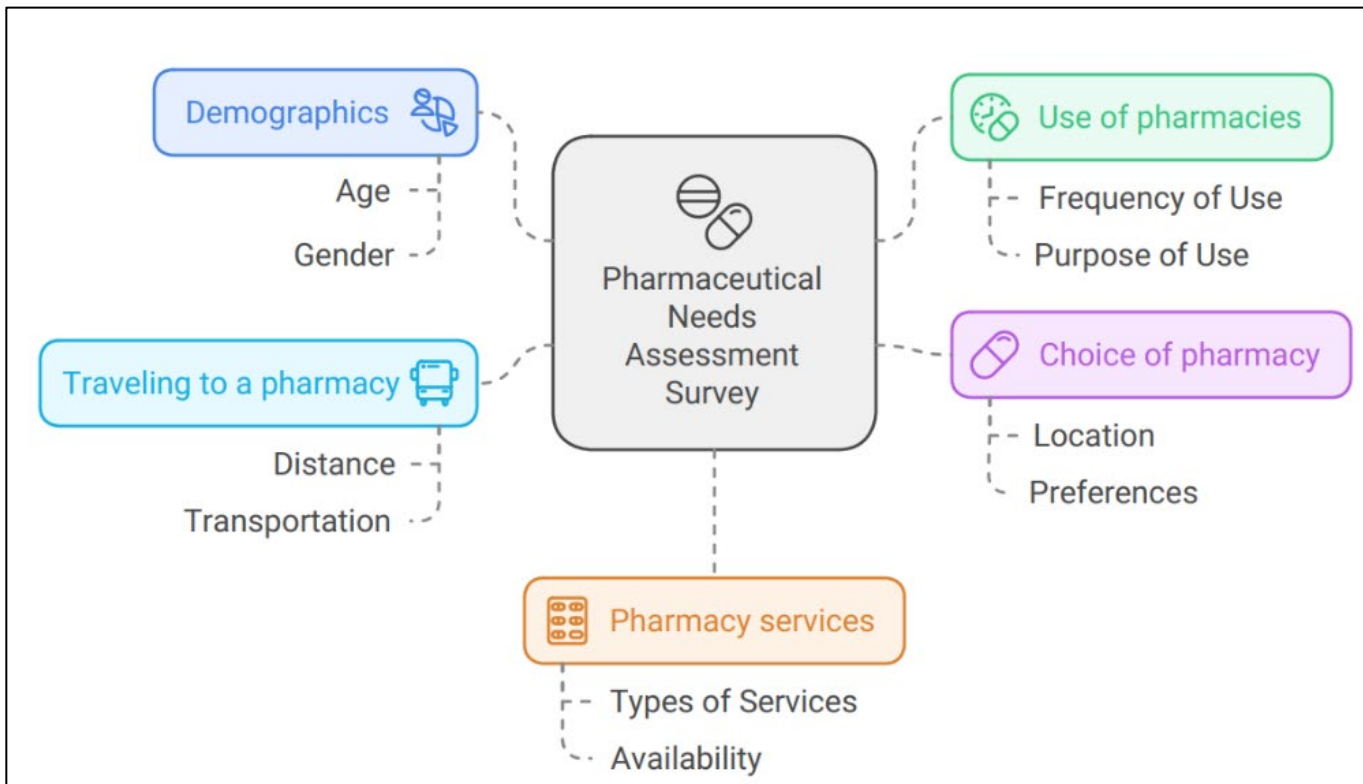 Demographics
Age
Gender
Traveling to a pharmacy
Distance
Transportation
Pharmaceutical
Needs
Assessment
Survey
Use of pharmacies
Frequency of Use
Purpose of Use
Choice of pharmacy
Location
Preferences
Pharmacy services
Types of Services
Availability